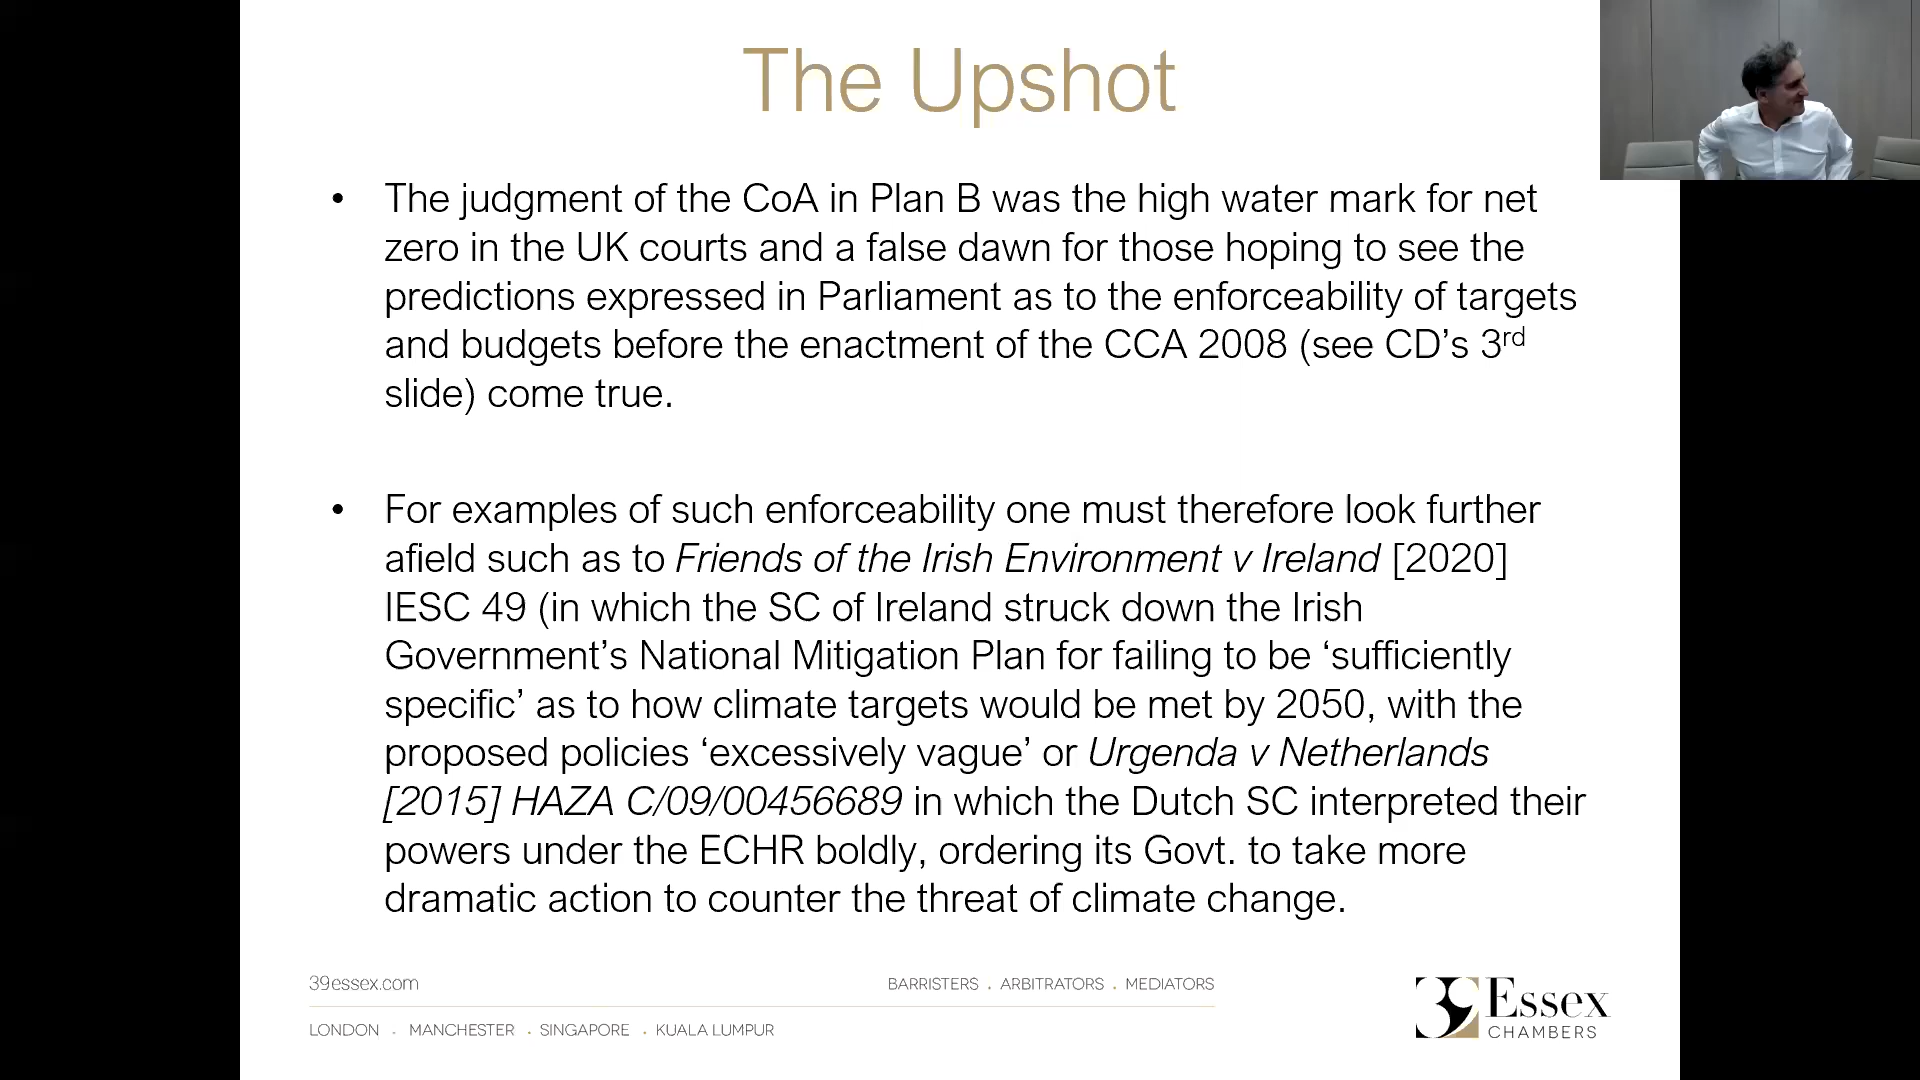 The Upshot
• The judgment of the CoA in Plan B was the high water mark for net
zero in the UK courts and a false dawn for those hoping to see the
predictions expressed in Parliament as to the enforceability of targets
and budgets before the enactment of the CCA 2008 (see CD’s 3rd
slide) come true.
• For examples of such enforceability one must therefore look further
afield such as to Friends of the Irish Environment v Ireland [2020]
IESC 49 (in which the SC of Ireland struck down the Irish
Government’s National Mitigation Plan for failing to be ‘sufficiently
specific’ as to how climate targets would be met by 2050, with the
proposed policies ‘excessively vague’ or Urgenda v Netherlands
[2015] HAZA C/09/00456689 in which the Dutch SC interpreted their
powers under the ECHR boldly, ordering its Govt. to take more
dramatic action to counter the threat of climate change.
39essex.com
BARRISTERS . ARBITRATORS . MEDIATORS
LONDON . MANCHESTER . SINGAPORE . KUALA LUMPUR
39 Essex
CHAMBERS